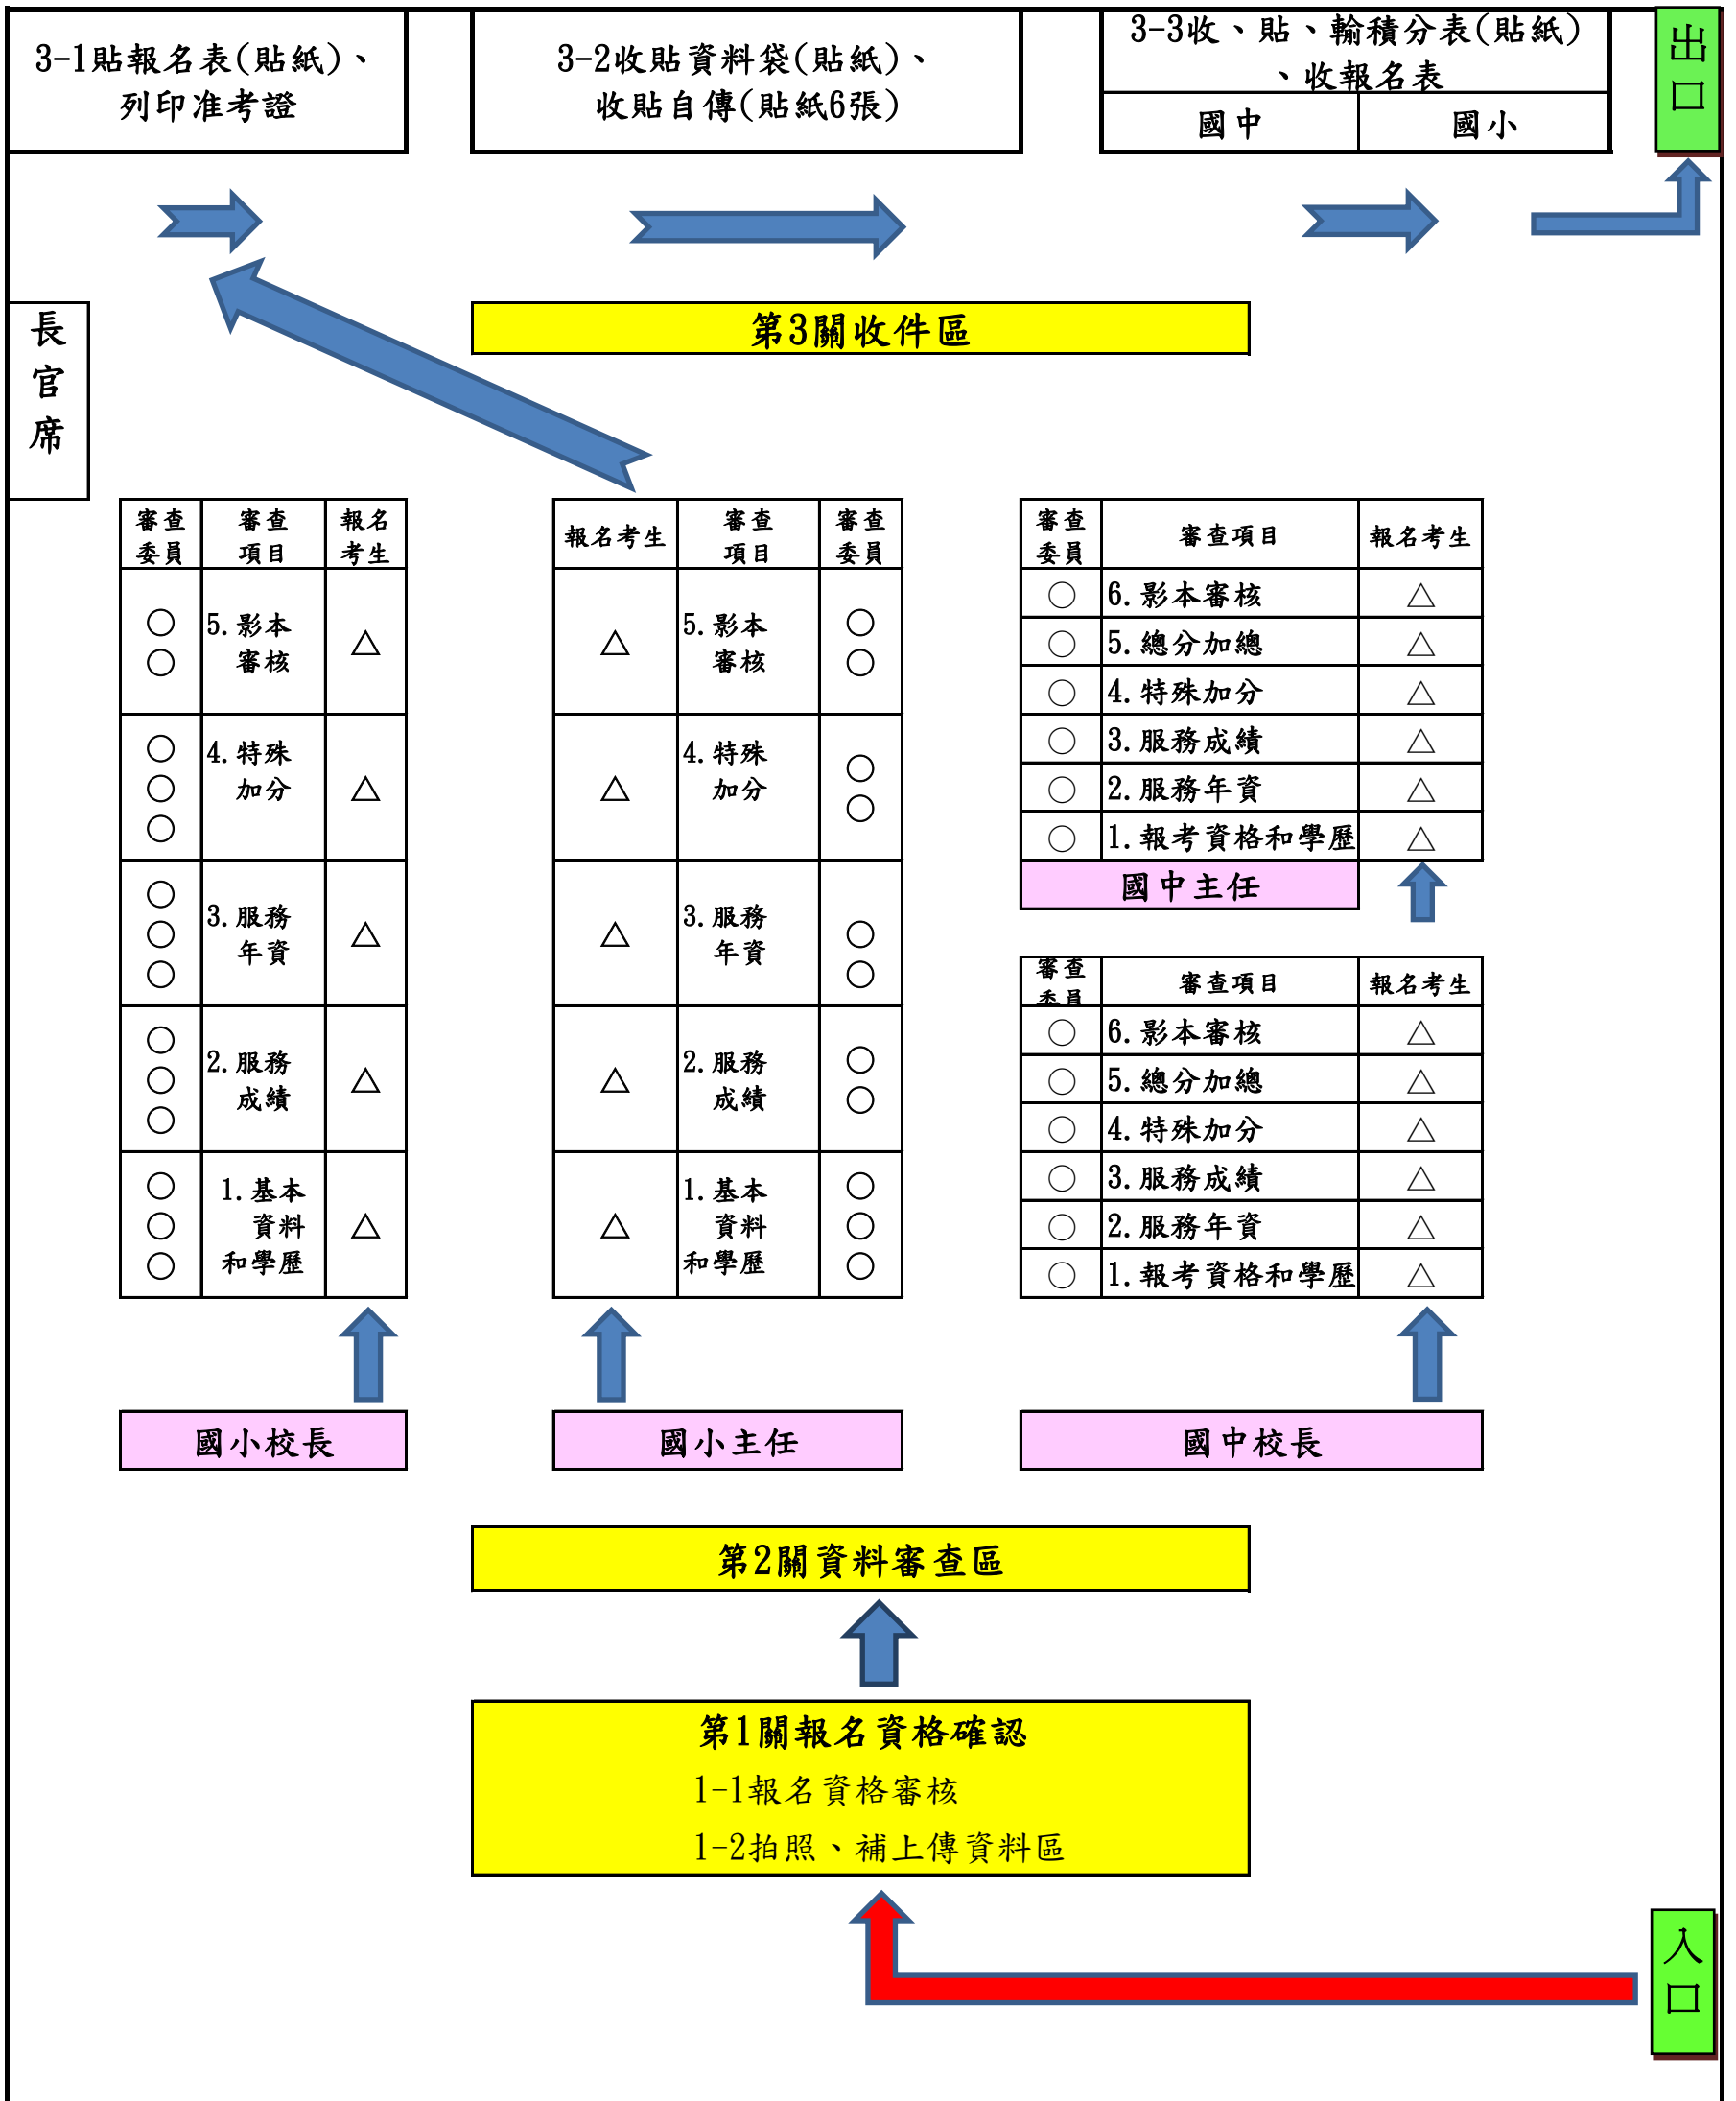 3-1貼報名表(貼紙)、
列印准考證
3-2收貼資料袋(貼紙)、
收貼自傳(貼紙6張)
3-3收、貼、輸積分表(貼紙)
、收報名表
國中
國小
出
口
第3關收件區
長
官
席
審查
委員
審查
項目
報名
考生
○
○
5.影本
審核
△
○
○
○
4.特殊
加分
△
○
○
○
3.服務
年資
△
○
○
○
2.服務
成績
△
○
○
○
1.基本
資料
和學歷
△
國小校長
報名考生
審查
項目
審查
委員
△
5.影本
審核
○
○
△
4.特殊
加分
○
○
△
3.服務
年資
○
○
△
2.服務
成績
○
○
△
1.基本
資料
和學歷
○
○
○
國小主任
審查
委員
審查項目
報名考生
○ 6.影本審核 △
○ 5.總分加總 △
○ 4.特殊加分 △
○ 3.服務成績 △
○ 2.服務年資 △
○ 1.報考資格和學歷 △
國中主任
審查
委員
審查項目
報名考生
○ 6.影本審核 △
○ 5.總分加總 △
○ 4.特殊加分 △
○ 3.服務成績 △
○ 2.服務年資 △
○ 1.報考資格和學歷 △
國中校長
第2關資料審查區
第1關報名資格確認
1-1報名資格審核
1-2拍照、補上傳資料區
入
口